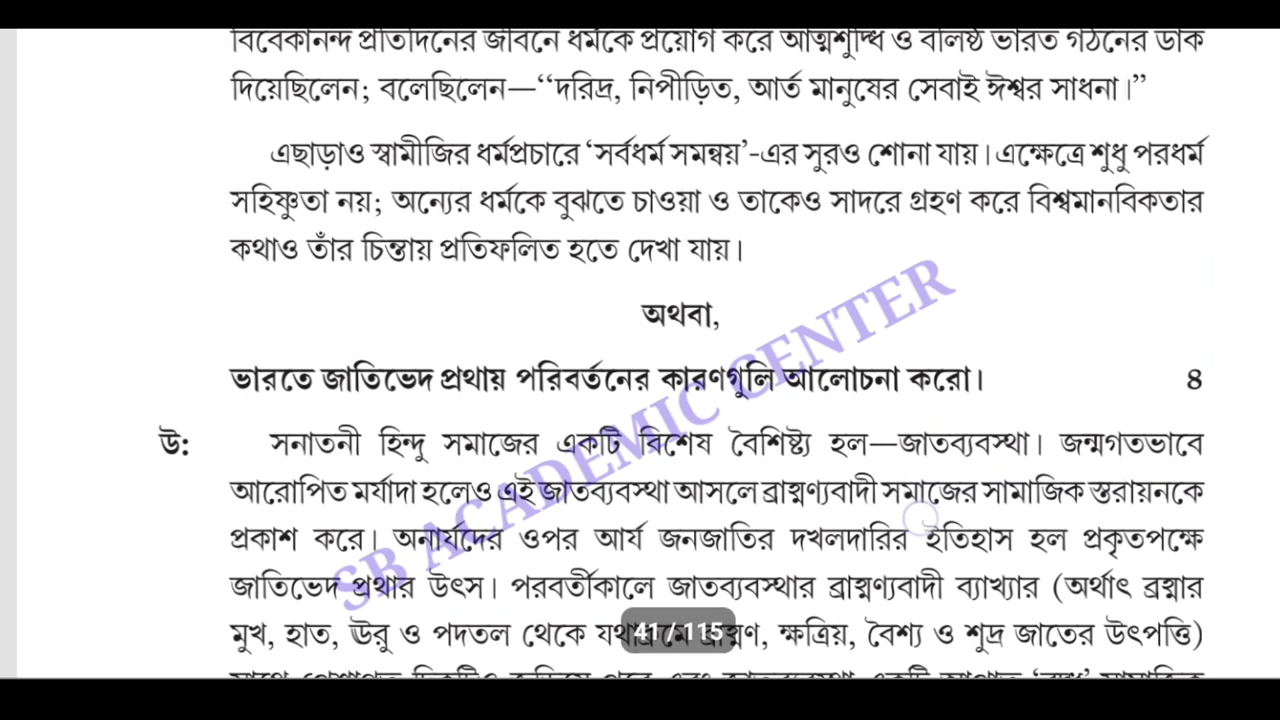 বিবেকানন্দ প্রতিদিনের জীবনে ধর্মকে প্রয়োগ করে আত্মশুদ্ধি ও বলিষ্ঠ ভারত গঠনের ডাক
দিয়েছিলেন; বলেছিলেন—“দরিদ্র, নিপীড়িত, আর্ত মানুষের সেবাই ঈশ্বর সাধনা।”
এছাড়াও স্বামীজির ধর্মপ্রচারে ‘সর্বধর্ম সমন্বয়’-এর সুরও শোনা যায়। এক্ষেত্রে শুধু পরধর্ম
সহিষ্ণুতা নয়; অন্যের ধর্মকে বুঝতে চাওয়া ও তাকেও সাদরে গ্রহণ করে বিশ্বমানবিকতার
কথাও তাঁর চিন্তায় প্রতিফলিত হতে দেখা যায়।
অথবা,
ভারতে জাতিভেদ প্রথায় পরিবর্তনের কারণগুলি আলোচনা করো। ৪
উ: সনাতনী হিন্দু সমাজের একটি বিশেষ বৈশিষ্ট্য হল—জাতব্যবস্থা। জন্মগতভাবে
আরোপিত মর্যাদা হলেও এই জাতব্যবস্থা আসলে ব্রাহ্মণ্যবাদী সমাজের সামাজিক স্তরায়নকে
প্রকাশ করে। অনার্যদের ওপর আর্য জনজাতির দখলদারির ইতিহাস হল প্রকৃতপক্ষে
জাতিভেদ প্রথার উৎস। পরবর্তীকালে জাতব্যবস্থার ব্রাহ্মণ্যবাদী ব্যাখ্যার (অর্থাৎ ব্রহ্মার
মুখ, হাত, ঊরু ও পদতল থেকে যথাক্রমে ব্রাহ্মণ, ক্ষত্রিয়, বৈশ্য ও শুদ্র জাতের উৎপত্তি)
41 / 115
SB ACADEMIC CENTER